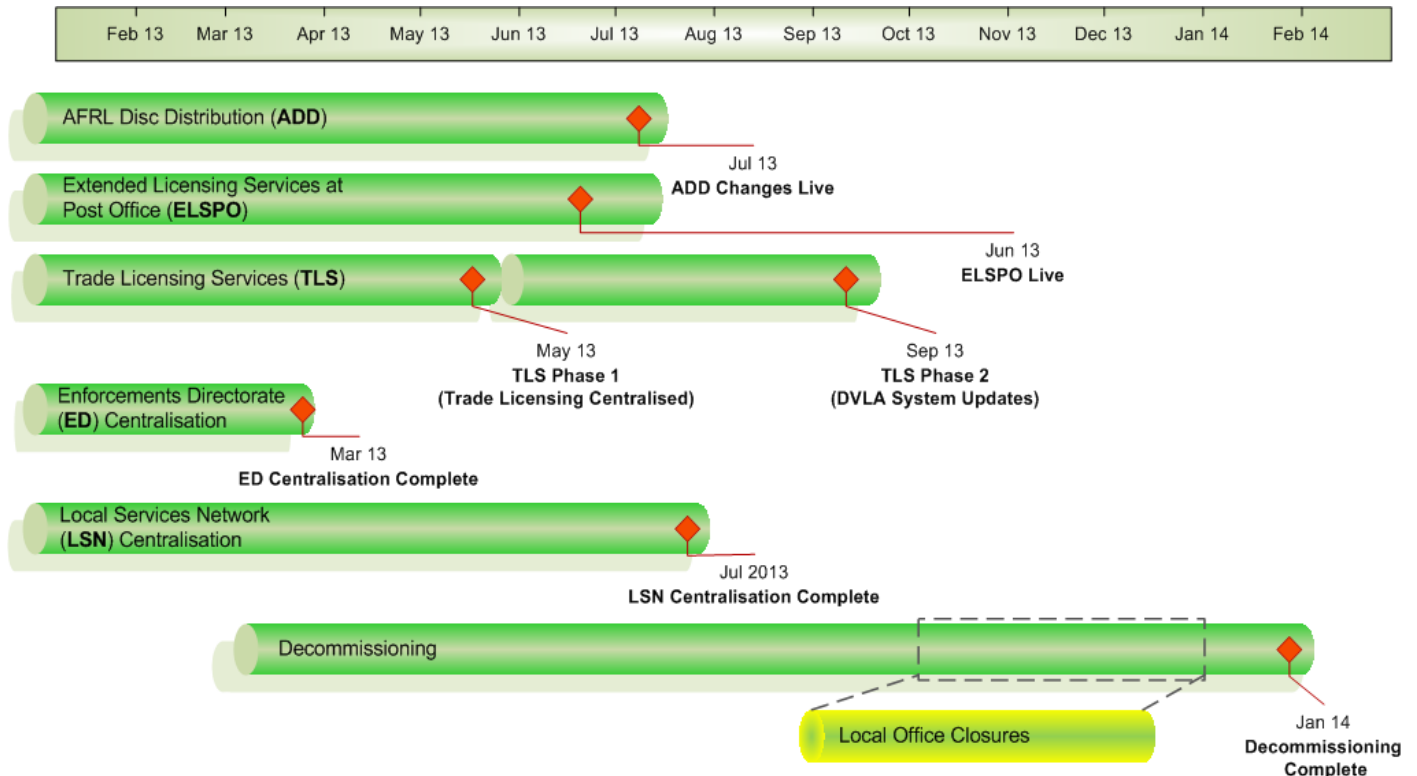 Feb 13 Mar 13 Apr 13 May 13 Jun 13 Jul 13 Aug 13 Sep 13 Oct 13 Nov 13 Dec 13 Jan 14 Feb 14
AFRL Disc Distribution (ADD)
Jul 13
ADD Changes Live
Extended Licensing Services at
Post Office (ELSPO)
Jun 13
ELSPO Live
Trade Licensing Services (TLS)
May 13
TLS Phase 1
(Trade Licensing Centralised)
Sep 13
TLS Phase 2
(DVLA System Updates)
Enforcements Directorate
(ED) Centralisation
Mar 13
ED Centralisation Complete
Local Services Network
(LSN) Centralisation
Jul 2013
LSN Centralisation Complete
Decommissioning
Local Office Closures
Jan 14
Decommissioning
Complete